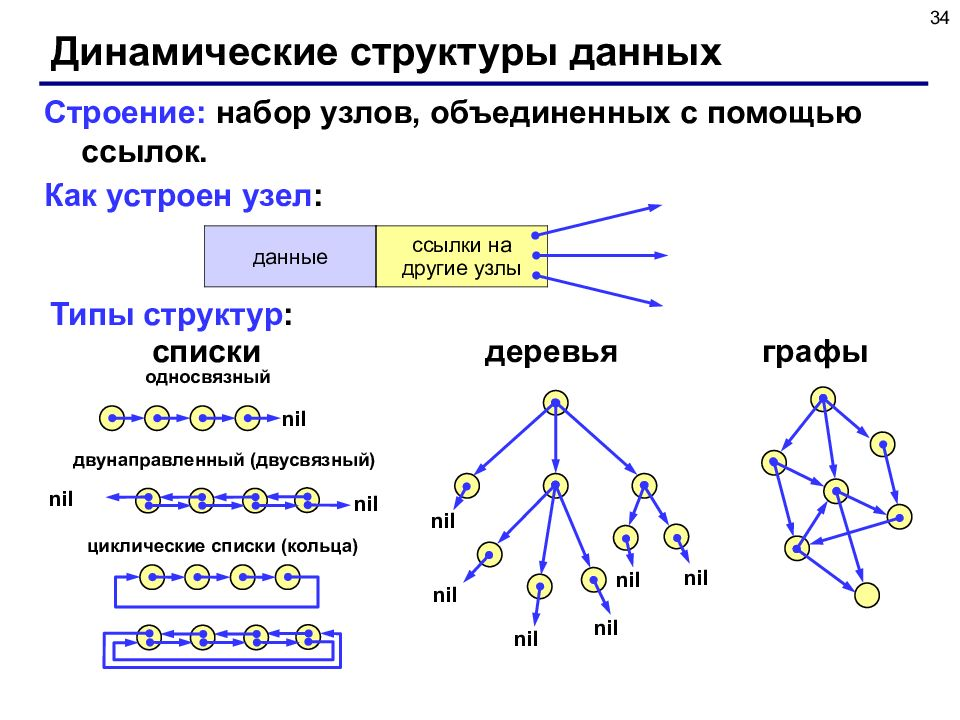 34
Динамические структуры данных
Строение: набор узлов, объединенных с помощью
ссылок.
Как устроен узел:
данные
ссылки на
другие узлы
Типы структур:
списки
односвязный
nil
двунаправленный (двусвязный)
nil
nil
циклические списки (кольца)
деревья
nil
nil
nil
nil
nil
nil
графы